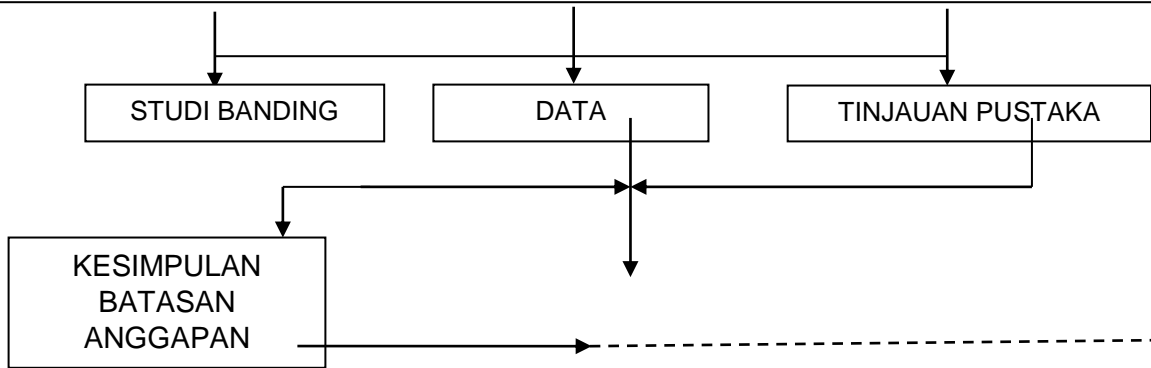 STUDI BANDING
DATA
TINJAUAN PUSTAKA
KESIMPULAN
BATASAN
ANGGAPAN